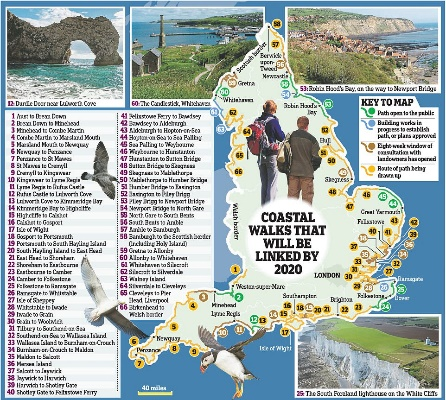 12: Durdle Door near Lulworth Cove
60: The Candlestick, Whitehaven
53: Robin Hood's Bay, on the way to Newport Bridge
KEY TO MAP
Path open to the public
Building works in
progress to establish
path, or plans approved
Eight-week window of
consultation with
landowners has opened
Route of path being
drawn up
COASTAL
WALKS THAT
WILL BE
LINKED BY
2020
1 Aust to Brean Down
2 Brean Down to Minehead
3 Minehead to Combe Martin
4 Combe Martin to Marsland Mouth
5 Marsland Mouth to Newquay
6 Newquay to Penzance
7 Penzance to St Mawes
8 St Mawes to Cremyll
9 Cremyll to Kingswear
10 Kingswear to Lyme Regis
11 Lyme Regis to Rufus Castle
12 Rufus Castle to Lulworth Cove
13 Lulworth Cove to Kimmeridge Bay
14 Kimmeridge Bay to Highcliffe
15 Highcliffe to Calshot
16 Calshot to Gosport
17 Isle of Wight
18 Gosport to Portsmouth
19 Portsmouth to South Hayling Island
20 South Hayling Island to East Head
21 East Head to Shoreham
22 Shoreham to Eastbourne
23 Eastbourne to Camber
24 Camber to Folkestone
25 Folkestone to Ramsgate
26 Ramsgate to Whitstable
27 Isle of Sheppey
28 Whitstable to Iwade
29 Iwade to Grain
30 Grain to Woolwich
31 Tilbury to Southend-on-Sea
32 Southend-on-Sea to Wallasea Island
33 Wallasea Island to Burnham-on-Crouch
34 Burnham-on-Crouch to Maldon
35 Maldon to Salcott
36 Mersea Island
37 Salcott to Jaywick
38 Jaywick to Harwich
39 Harwich to Shotley Gate
40 Shotley Gate to Felixstowe Ferry
41 Felixstowe Ferry to Bawdsey
42 Bawdsey to Aldeburgh
43 Aldeburgh to Hopton-on-Sea
44 Hopton-on-Sea to Sea Palling
45 Sea Palling to Weybourne
46 Weybourne to Hunstanton
47 Hunstanton to Sutton Bridge
48 Sutton Bridge to Skegness
49 Skegness to Mablethorpe
50 Mablethorpe to Humber Bridge
51 Humber Bridge to Easington
52 Easington to Filey Brigg
53 Filey Brigg to Newport Bridge
54 Newport Bridge to North Gare
55 North Gare to South Bents
56 South Bents to Amble
57 Amble to Bamburgh
58 Bamburgh to the Scottish border
(including Holy Island)
59 Gretna to Allonby
60 Allonby to Whitehaven
61 Whitehaven to Silecroft
62 Silecroft to Silverdale
63 Walney Island
64 Silverdale to Cleveleys
65 Cleveleys to Pier
Head, Liverpool
66 Birkenhead to
Welsh border
Scottish border
Berwick-
upon-
Tweed
Newcastle
Gretna
Whitehaven
Robin Hood's
Bay
Hull
Skegness
Welsh border
Great Yarmouth
Felixstowe
LONDON
Ramsgate
Dover
Folkestone
Weston-super-Mare
Minehead
Lyme Regis
Southampton
Brighton
Isle of Wight
Newquay
Penzance
40 miles
25: The South Foreland lighthouse on the White Cliffs